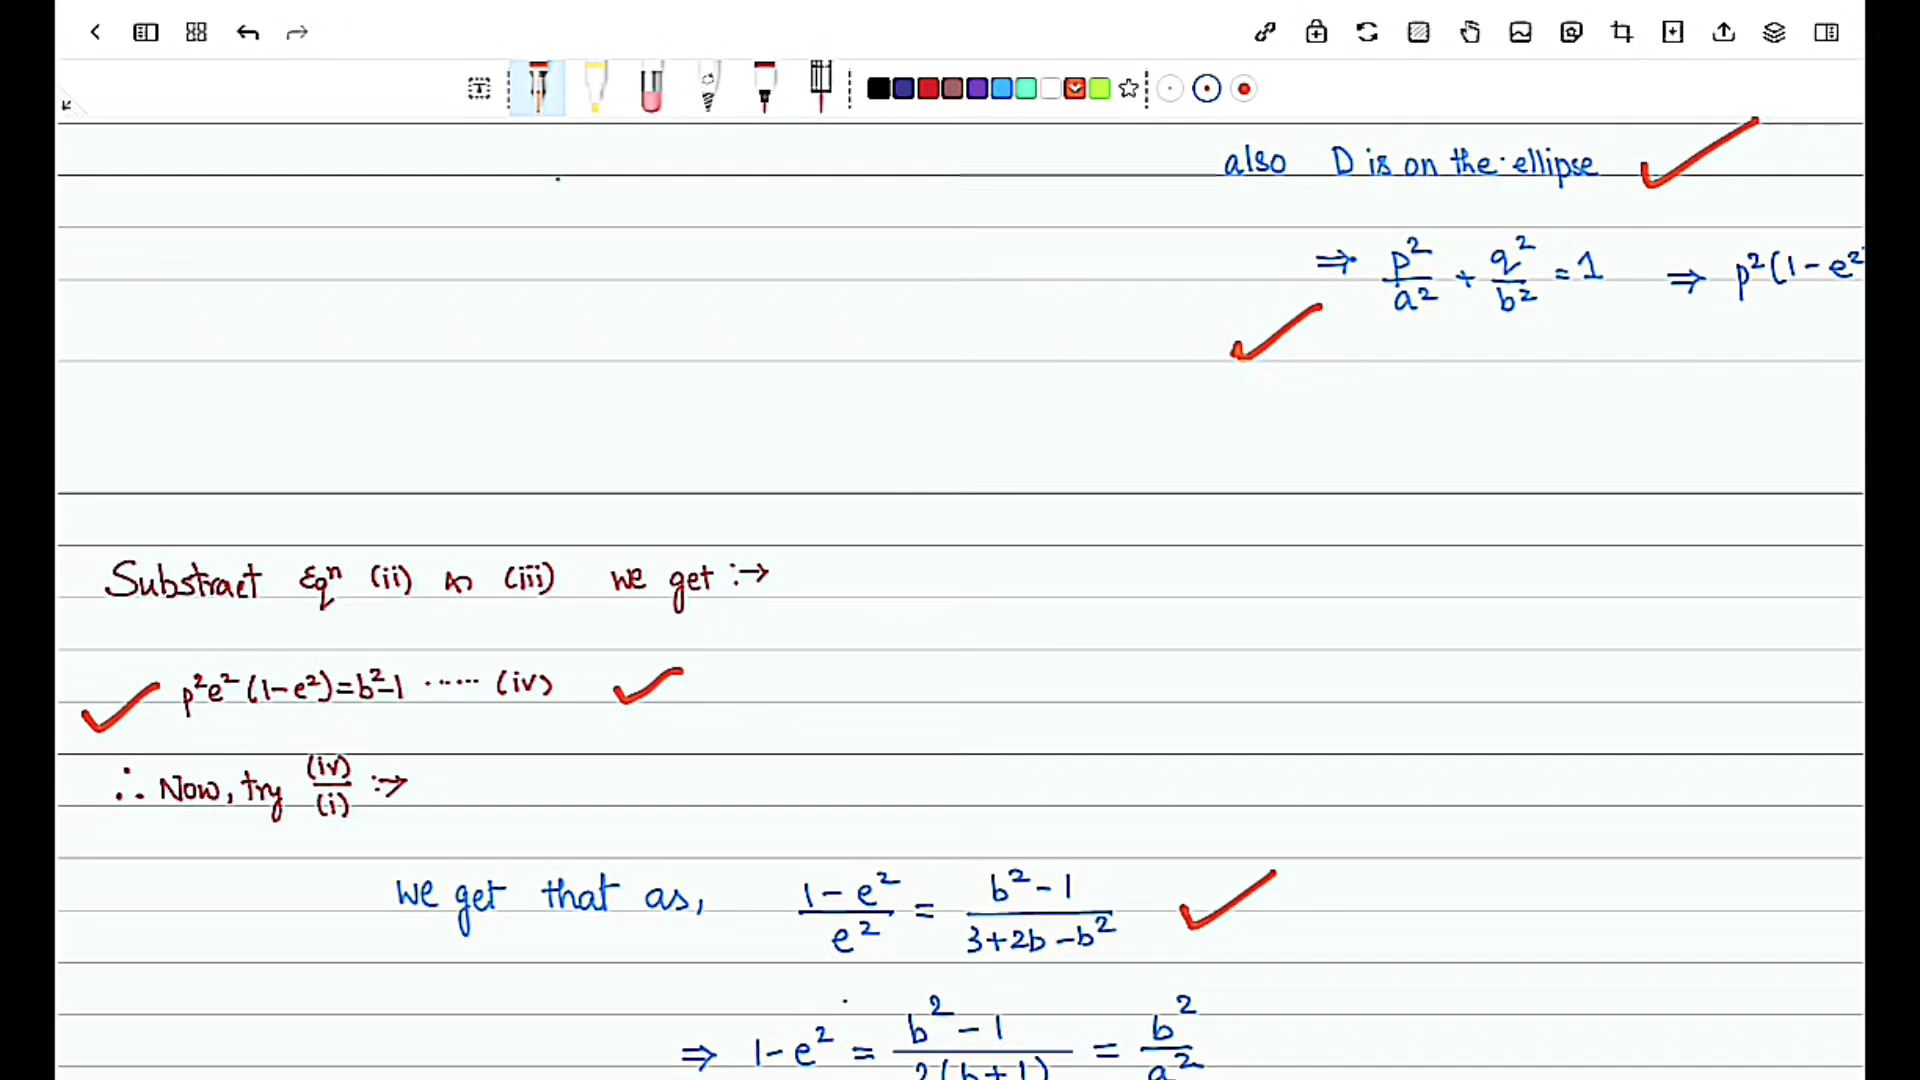 also D is on the ellipse
⇒ p²/a² + q²/b² = 1 ⇒ p²(1-e²
Substract Eqⁿ (ii) & (iii) we get :→
p²e²(1-e²)=b²-1 ...... (iv)
∴ Now, try (iv)/(i) :→
We get that as, (1-e²)/e² = (b²-1)/(3+2b-b²)
⇒ 1-e² = (b²-1)/2(b+1) = b²/a²